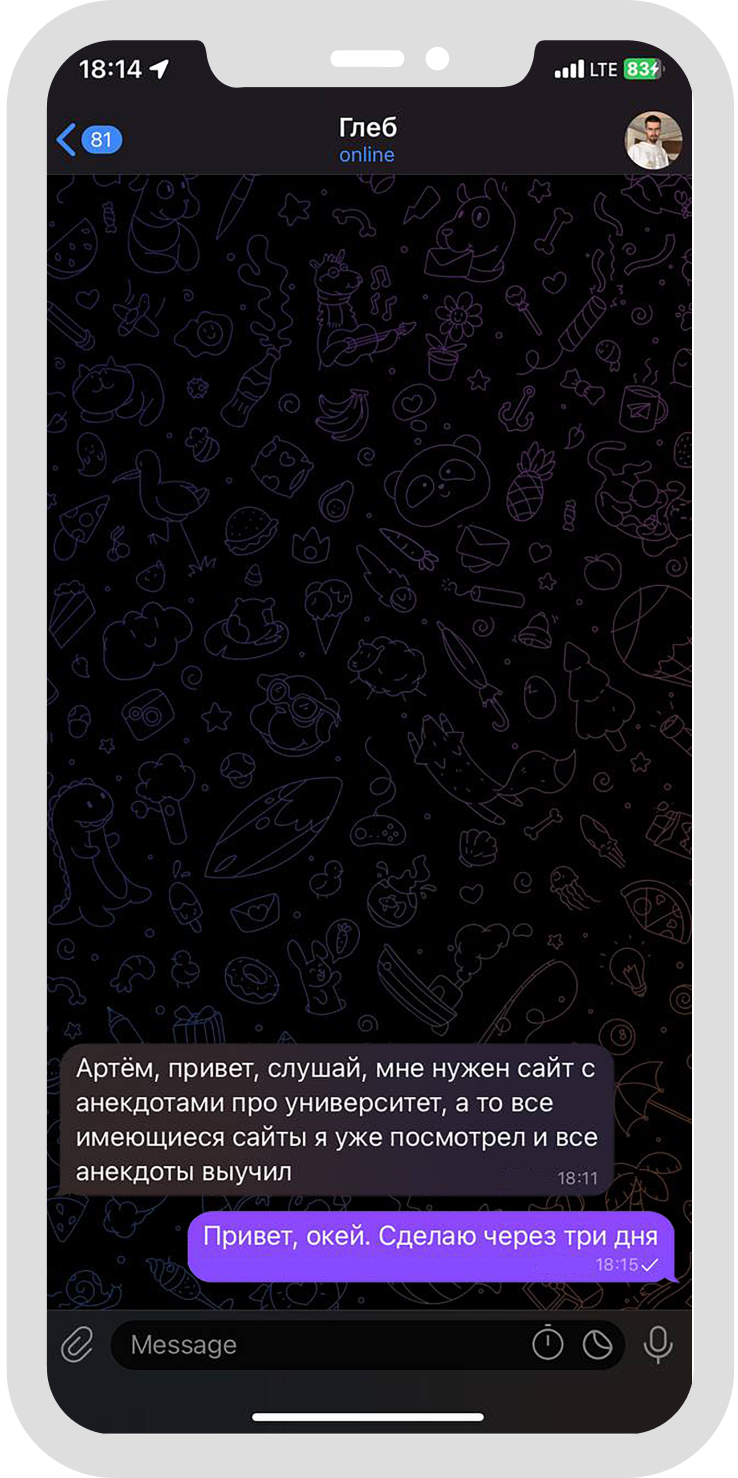 18:14 LTE 83
81 Глеб
online
Артём, привет, слушай, мне нужен сайт с
анекдотами про университет, а то все
имеющиеся сайты я уже посмотрел и все
анекдоты выучил
18:11
Привет, окей. Сделаю через три дня
18:15
Message